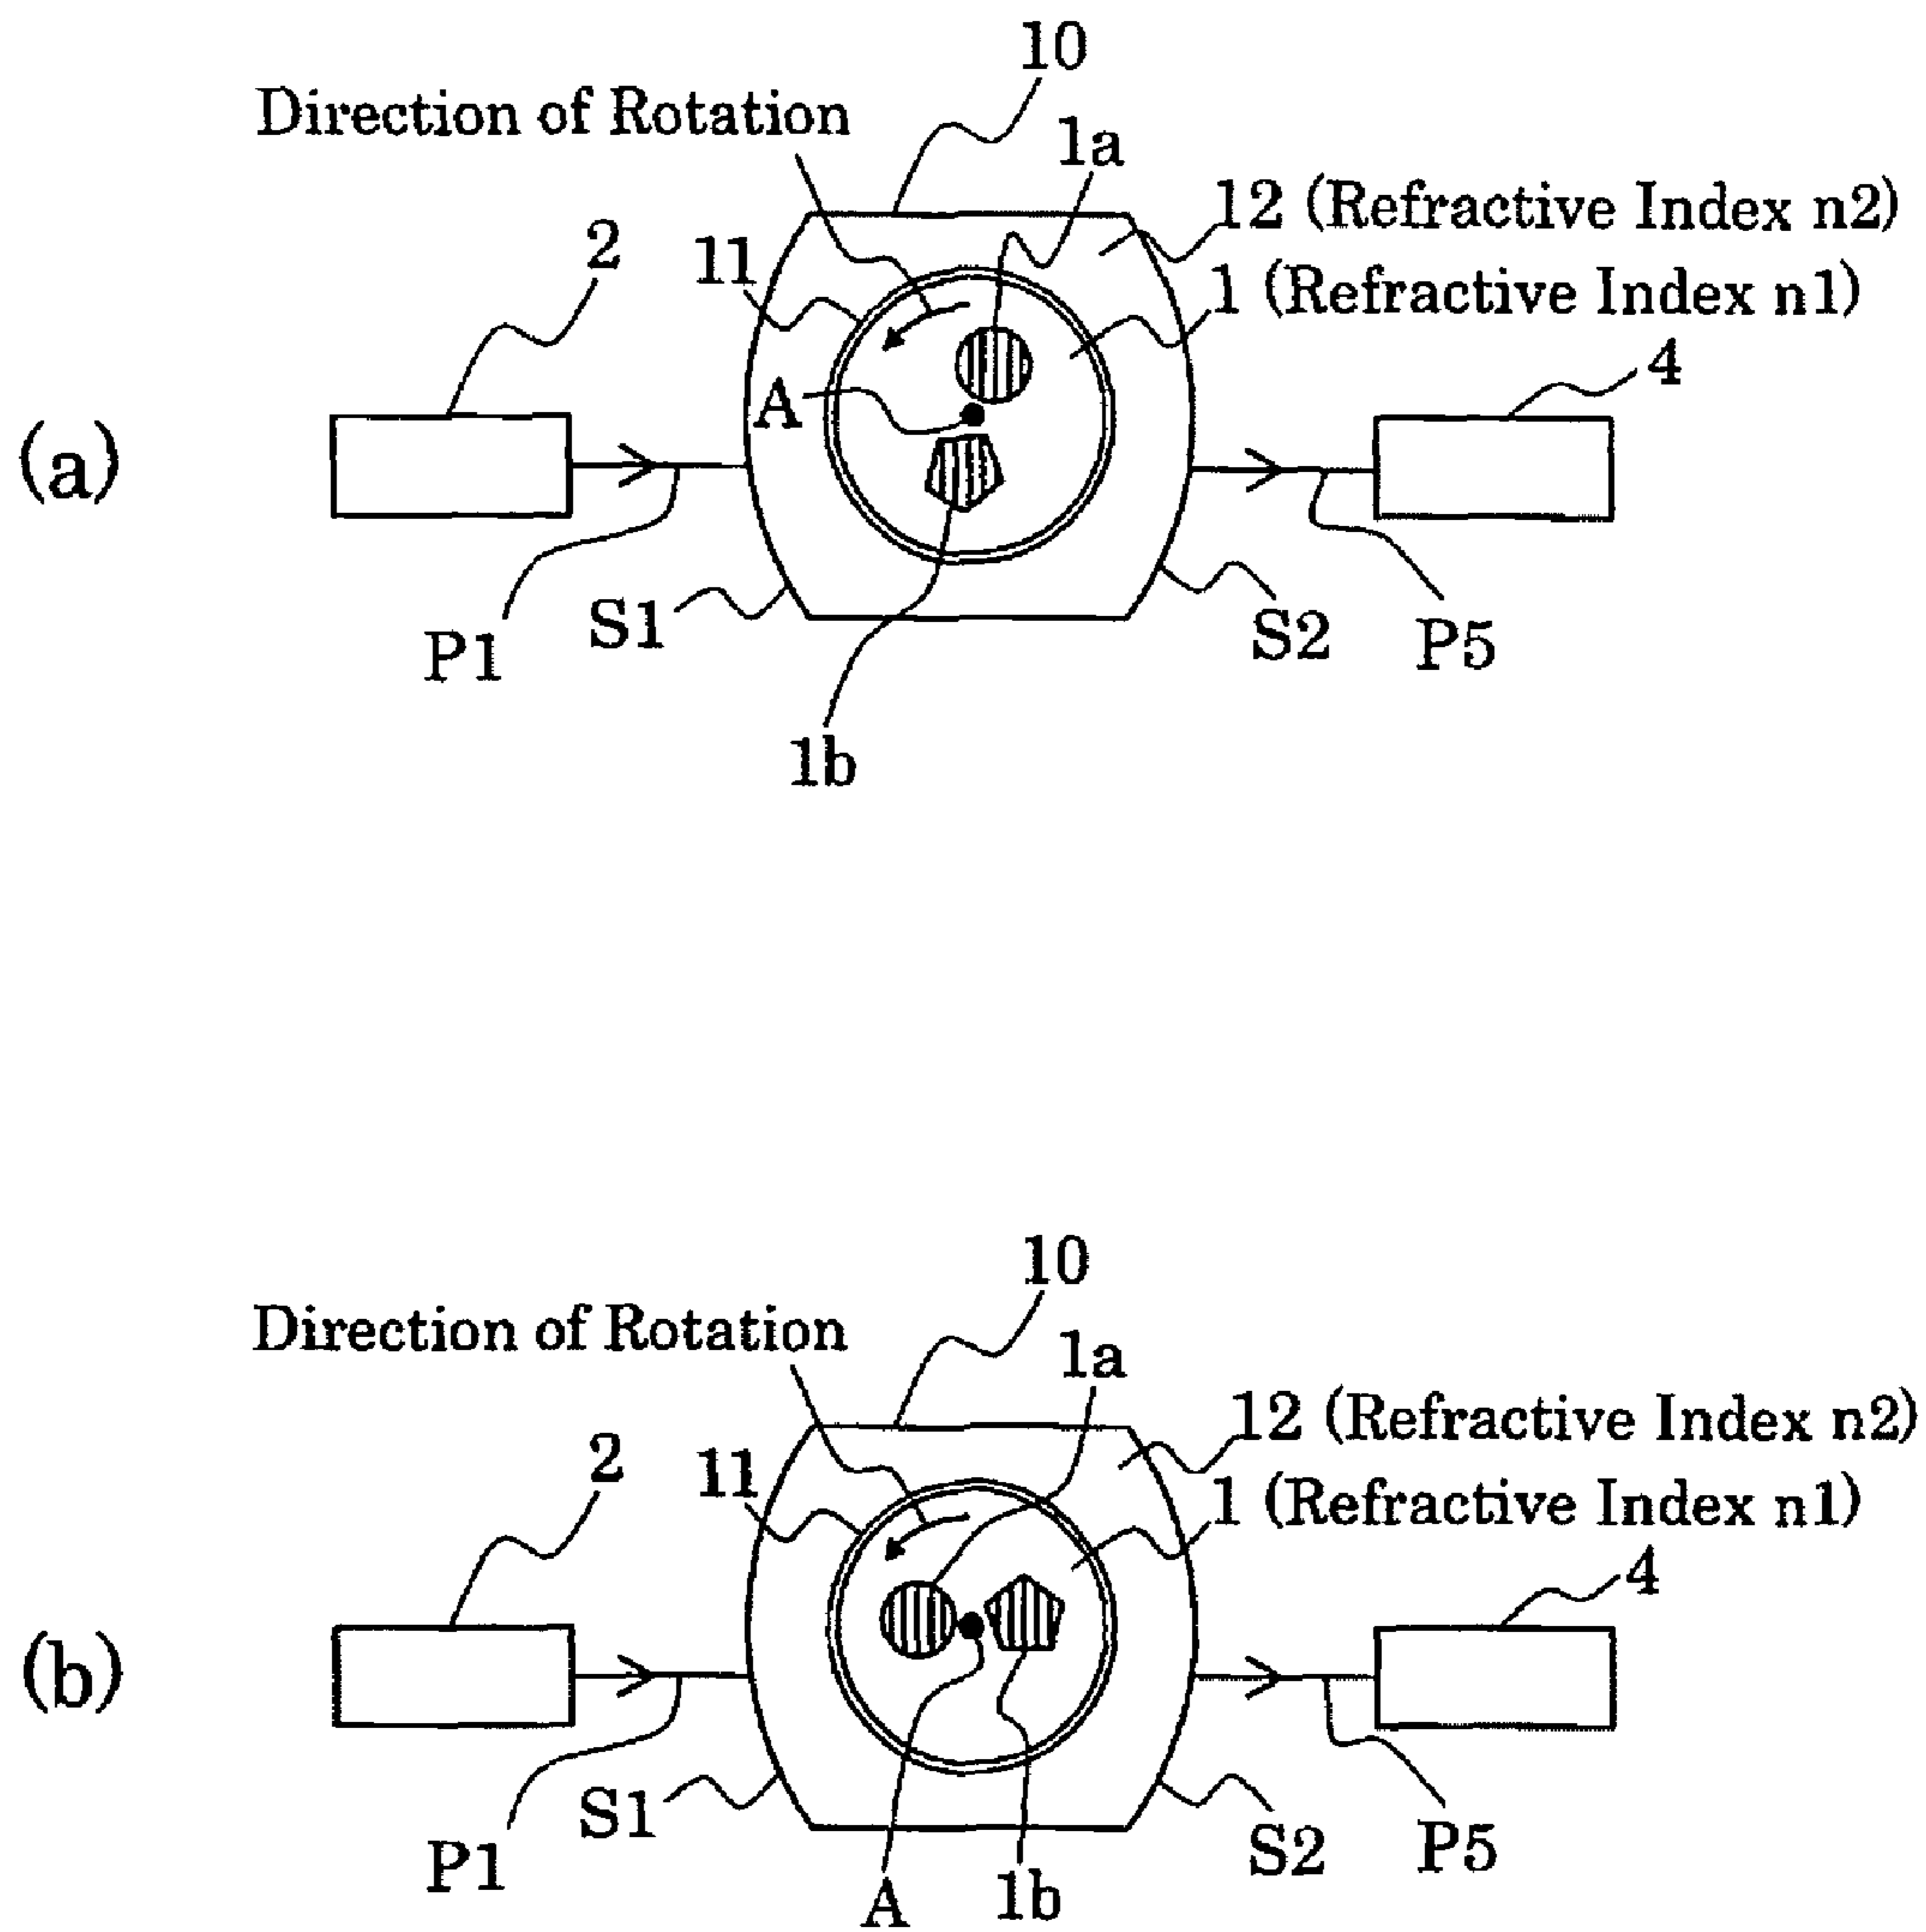 10
Direction of Rotation
1a
12 (Refractive Index n2)
2
11
1 (Refractive Index n1)
4
A
(a)
P1
S1
S2
P5
1b
10
Direction of Rotation
1a
12 (Refractive Index n2)
2
11
1 (Refractive Index n1)
4
(b)
P1
S1
S2
P5
A
1b